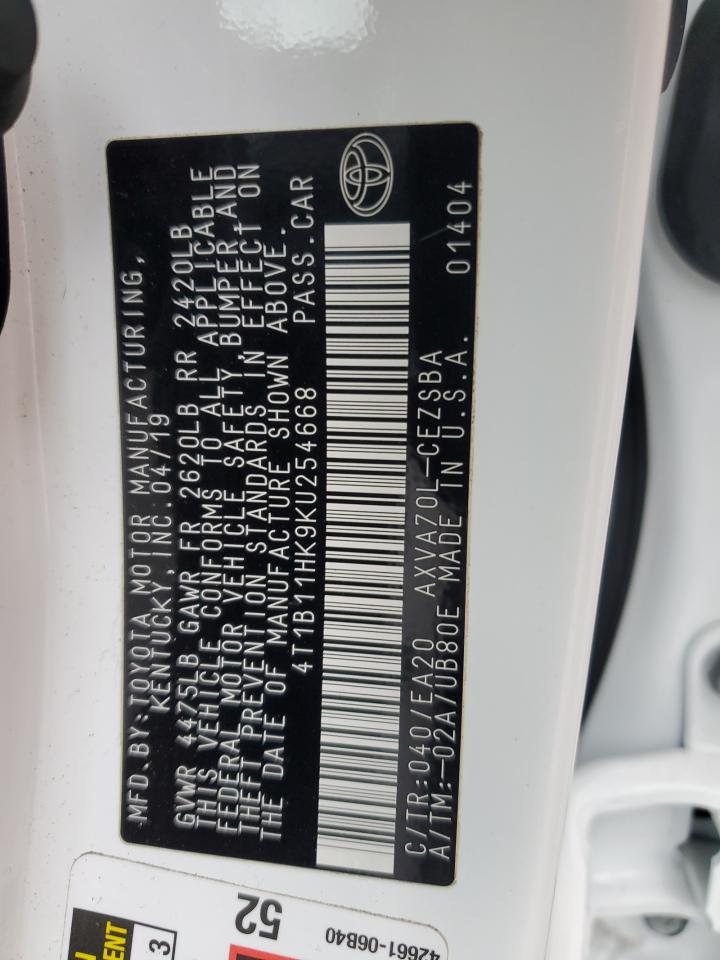 MFD.BY:TOYOTA MOTOR MANUFACTURING,
KENTUCKY, INC. 04/19
GVWR 4475LB GAWR FR 2620LB RR 2420LB
THIS VEHICLE CONFORMS TO ALL APPLICABLE
FEDERAL MOTOR VEHICLE SAFETY,BUMPER,AND
THEFT PREVENTION STANDARDS IN EFFECT ON
THE DATE OF MANUFACTURE SHOWN ABOVE.
4T1B11HK9KU254668 PASS.CAR
C/TR:040/EA20 AXVA70L-CEZSBA 01404
A/TM:-02A/UB80E MADE IN U.S.A.
52
3
42661-06B40